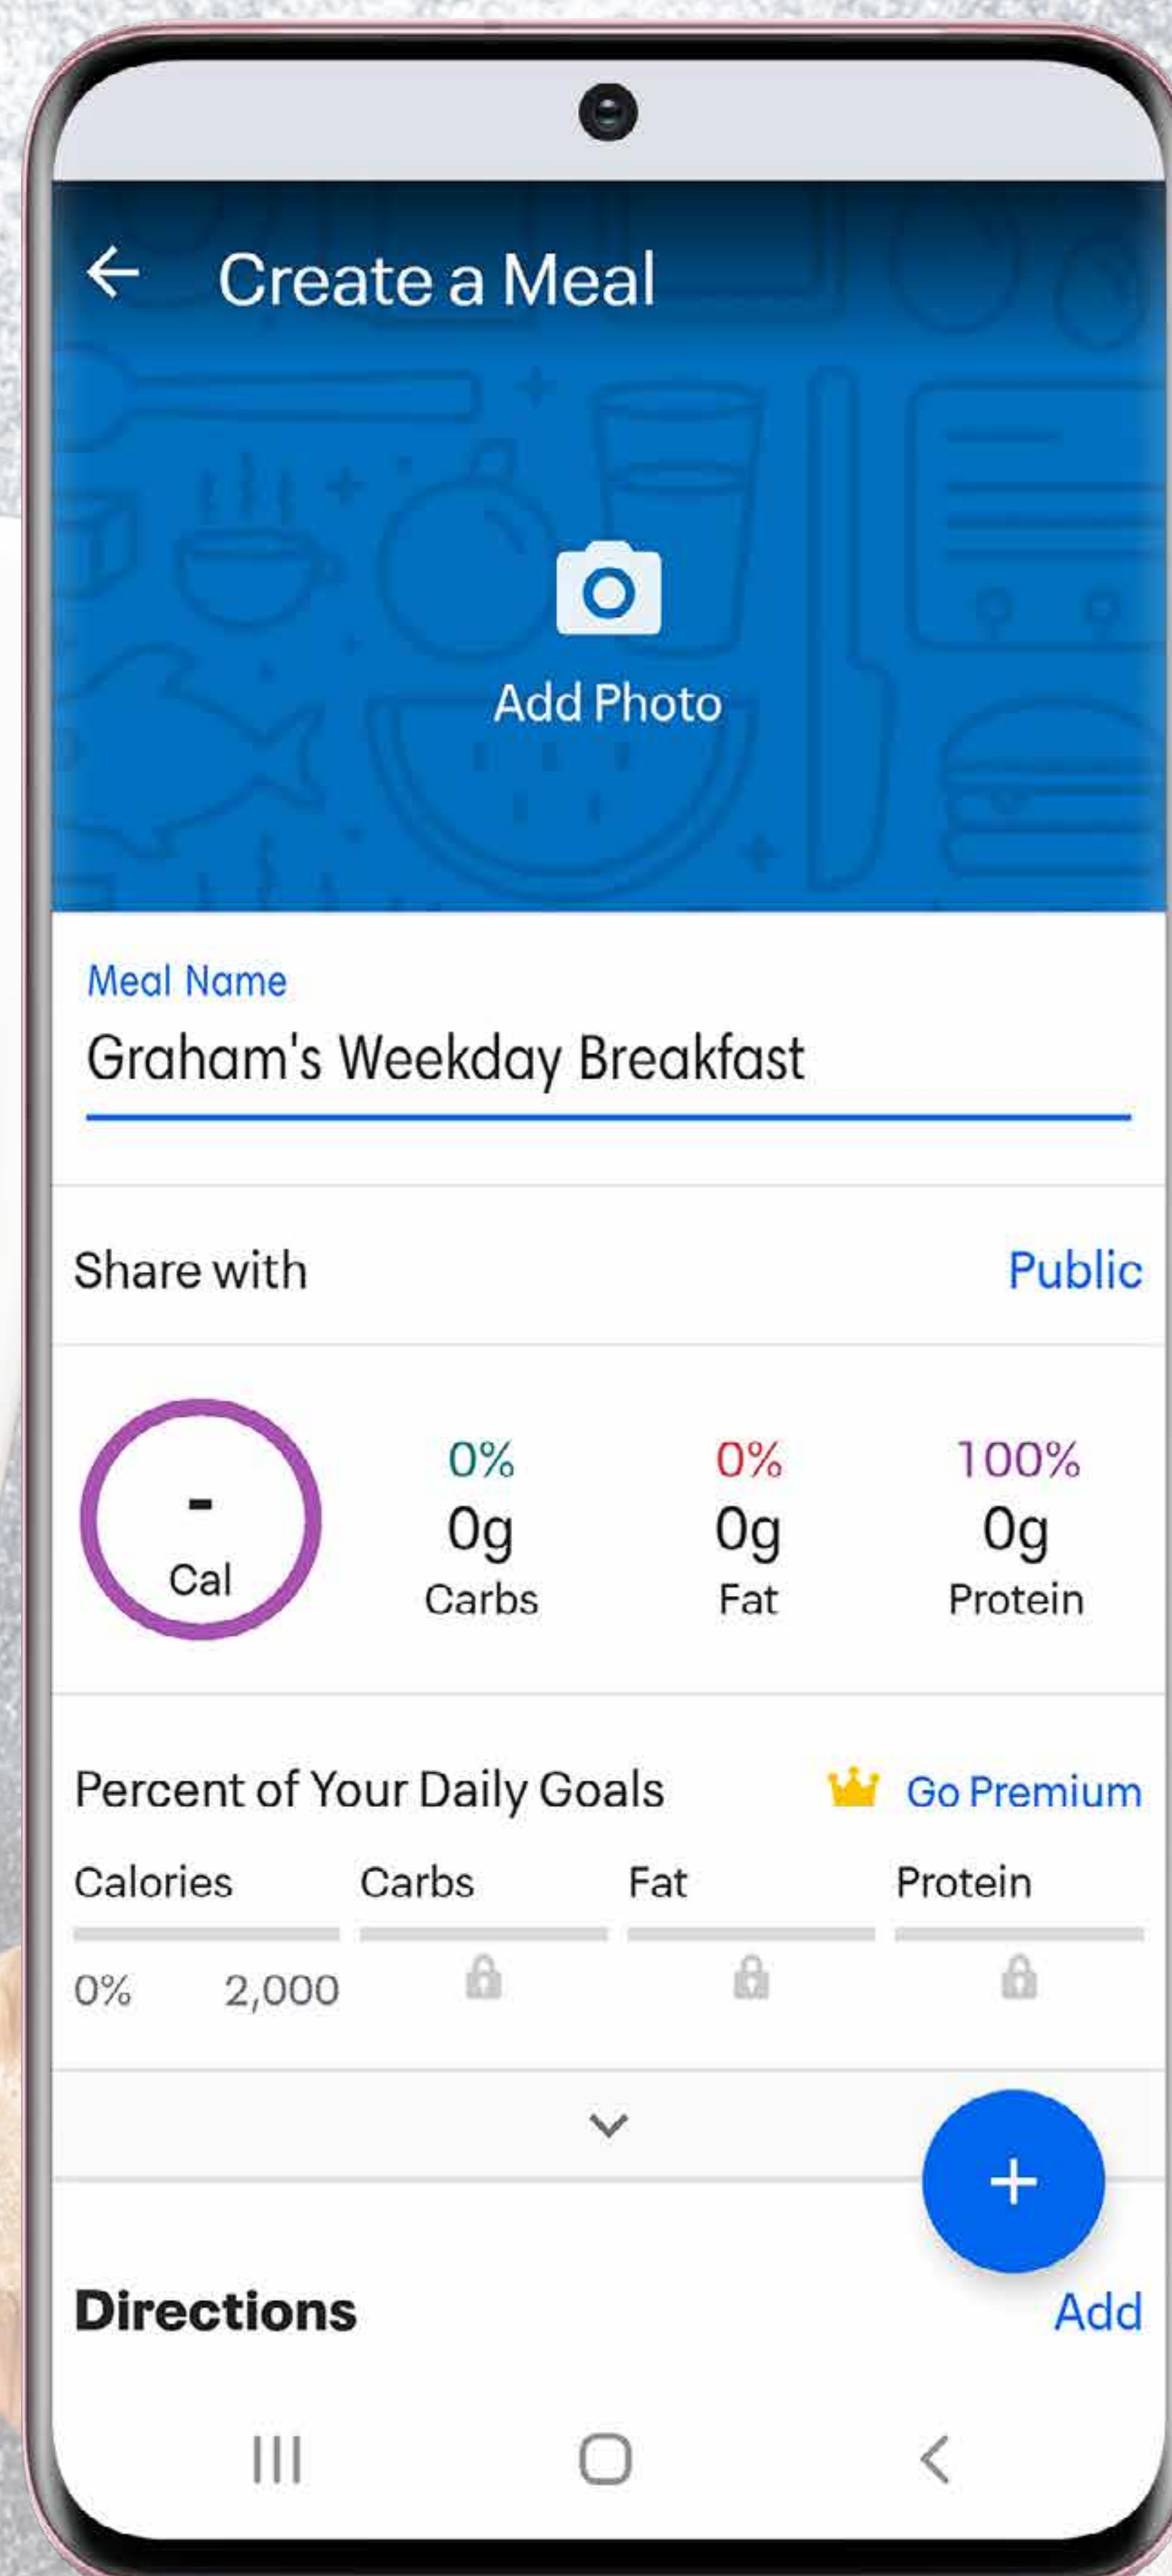 Create a Meal
Add Photo
Meal Name
Graham's Weekday Breakfast
Share with Public
- Cal
0% 0% 100%
0g 0g 0g
Carbs Fat Protein
Percent of Your Daily Goals Go Premium
Calories Carbs Fat Protein
0% 2,000
+
Directions Add